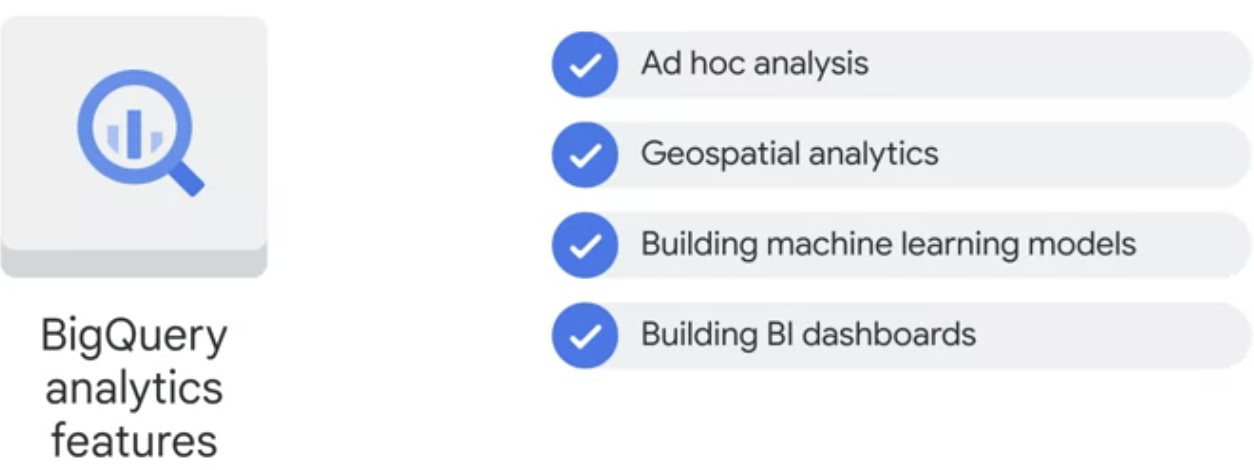 BigQuery
analytics
features
Ad hoc analysis
Geospatial analytics
Building machine learning models
Building BI dashboards